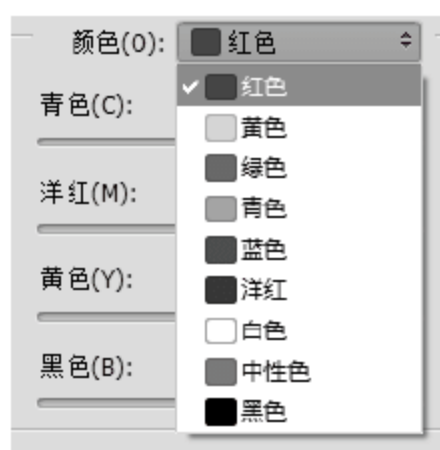 颜色(O):
红色
红色
黄色
绿色
青色
蓝色
洋红
白色
中性色
黑色
青色(C):
洋红(M):
黄色(Y):
黑色(B):